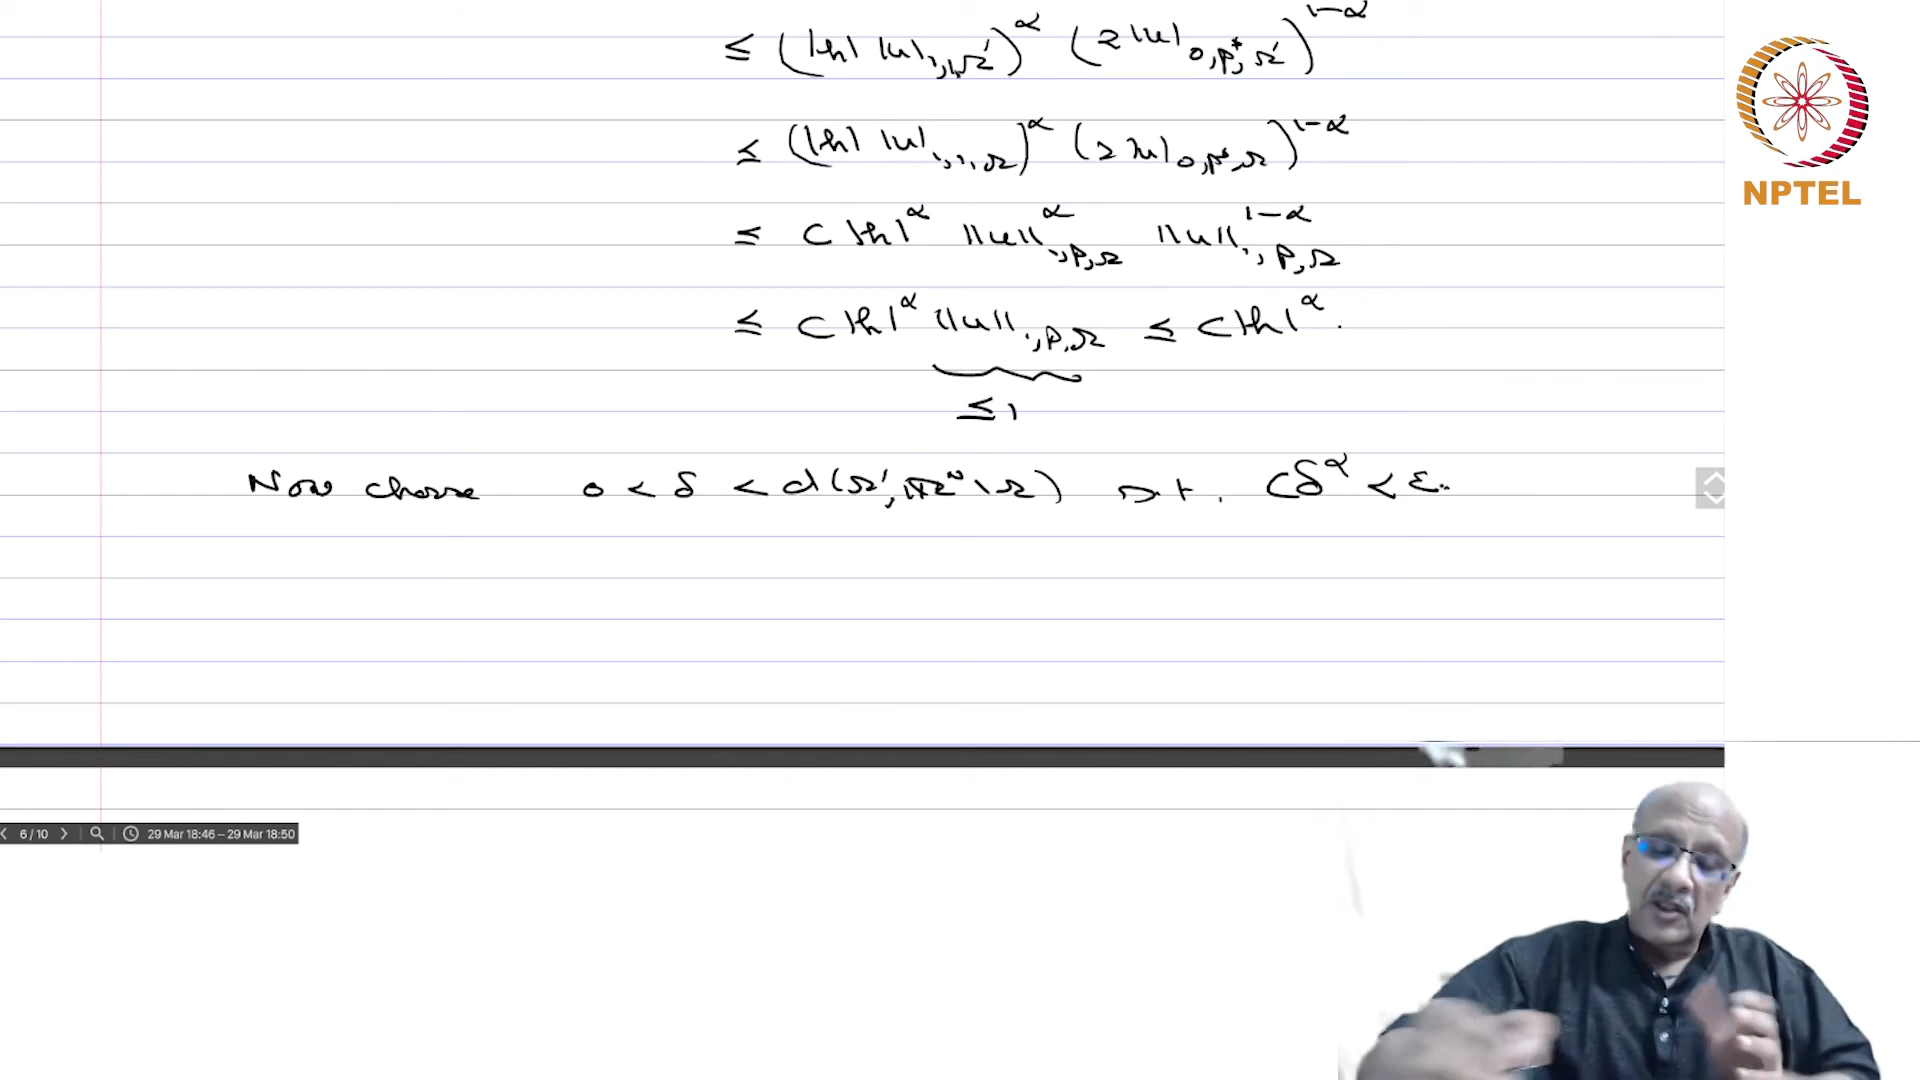 ≤ (|h| |u|_{1,1,Ω'})^α (2|u|_{0,p*,Ω'})^{1-α}
NPTEL
≤ (|h| |u|_{1,1,Ω})^α (2|u|_{0,p*,Ω})^{1-α}
≤ C|h|^α ||u||^α_{1,p,Ω} ||u||^{1-α}_{1,p,Ω}
≤ C|h|^α ||u||_{1,p,Ω} ≤ C|h|^α.
≤ 1
Now choose 0 < δ < d(Ω', ℝ^N \ Ω) s.t. Cδ^α < ε.
6 / 10 29 Mar 18:46 – 29 Mar 18:50